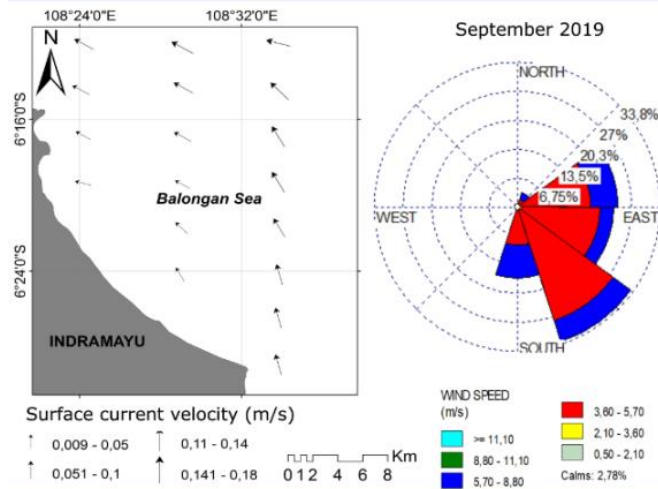 108°24'0"E 108°32'0"E
September 2019
N
NORTH
33,8%
27%
20,3%
13,5%
6,75%
WEST
EAST
SOUTH
6°16'0"S
Balongan Sea
6°24'0"S
INDRAMAYU
Surface current velocity (m/s)
0,009 - 0,05
0,11 - 0,14
0,051 - 0,1
0,141 - 0,18
Km
0 1 2 4 6 8
WIND SPEED
(m/s)
>= 11,10
8,80 - 11,10
5,70 - 8,80
3,60 - 5,70
2,10 - 3,60
0,50 - 2,10
Calms: 2,78%